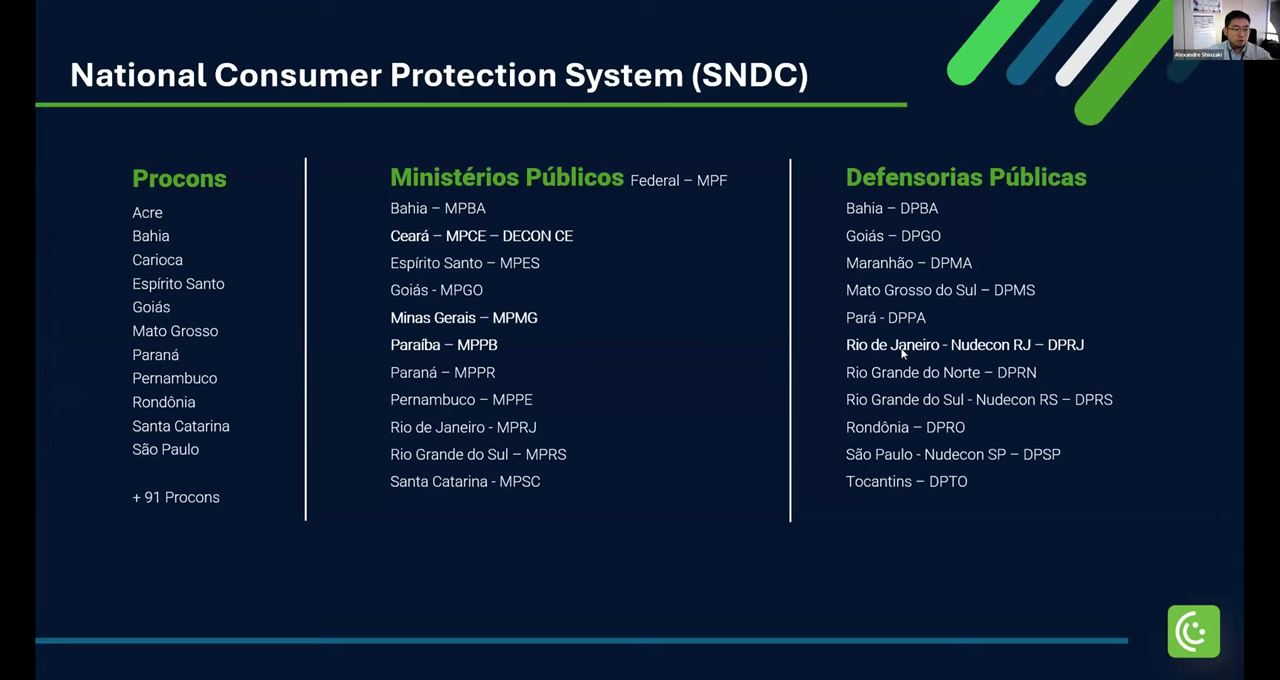 National Consumer Protection System (SNDC)
Alexandre Shiozaki
Procons
Acre
Bahia
Carioca
Espírito Santo
Goiás
Mato Grosso
Paraná
Pernambuco
Rondônia
Santa Catarina
São Paulo
+ 91 Procons
Ministérios Públicos Federal – MPF
Bahia – MPBA
Ceará – MPCE – DECON CE
Espírito Santo – MPES
Goiás - MPGO
Minas Gerais – MPMG
Paraíba – MPPB
Paraná – MPPR
Pernambuco – MPPE
Rio de Janeiro - MPRJ
Rio Grande do Sul – MPRS
Santa Catarina - MPSC
Defensorias Públicas
Bahia – DPBA
Goiás – DPGO
Maranhão – DPMA
Mato Grosso do Sul – DPMS
Pará - DPPA
Rio de Janeiro - Nudecon RJ – DPRJ
Rio Grande do Norte – DPRN
Rio Grande do Sul - Nudecon RS – DPRS
Rondônia – DPRO
São Paulo - Nudecon SP – DPSP
Tocantins – DPTO